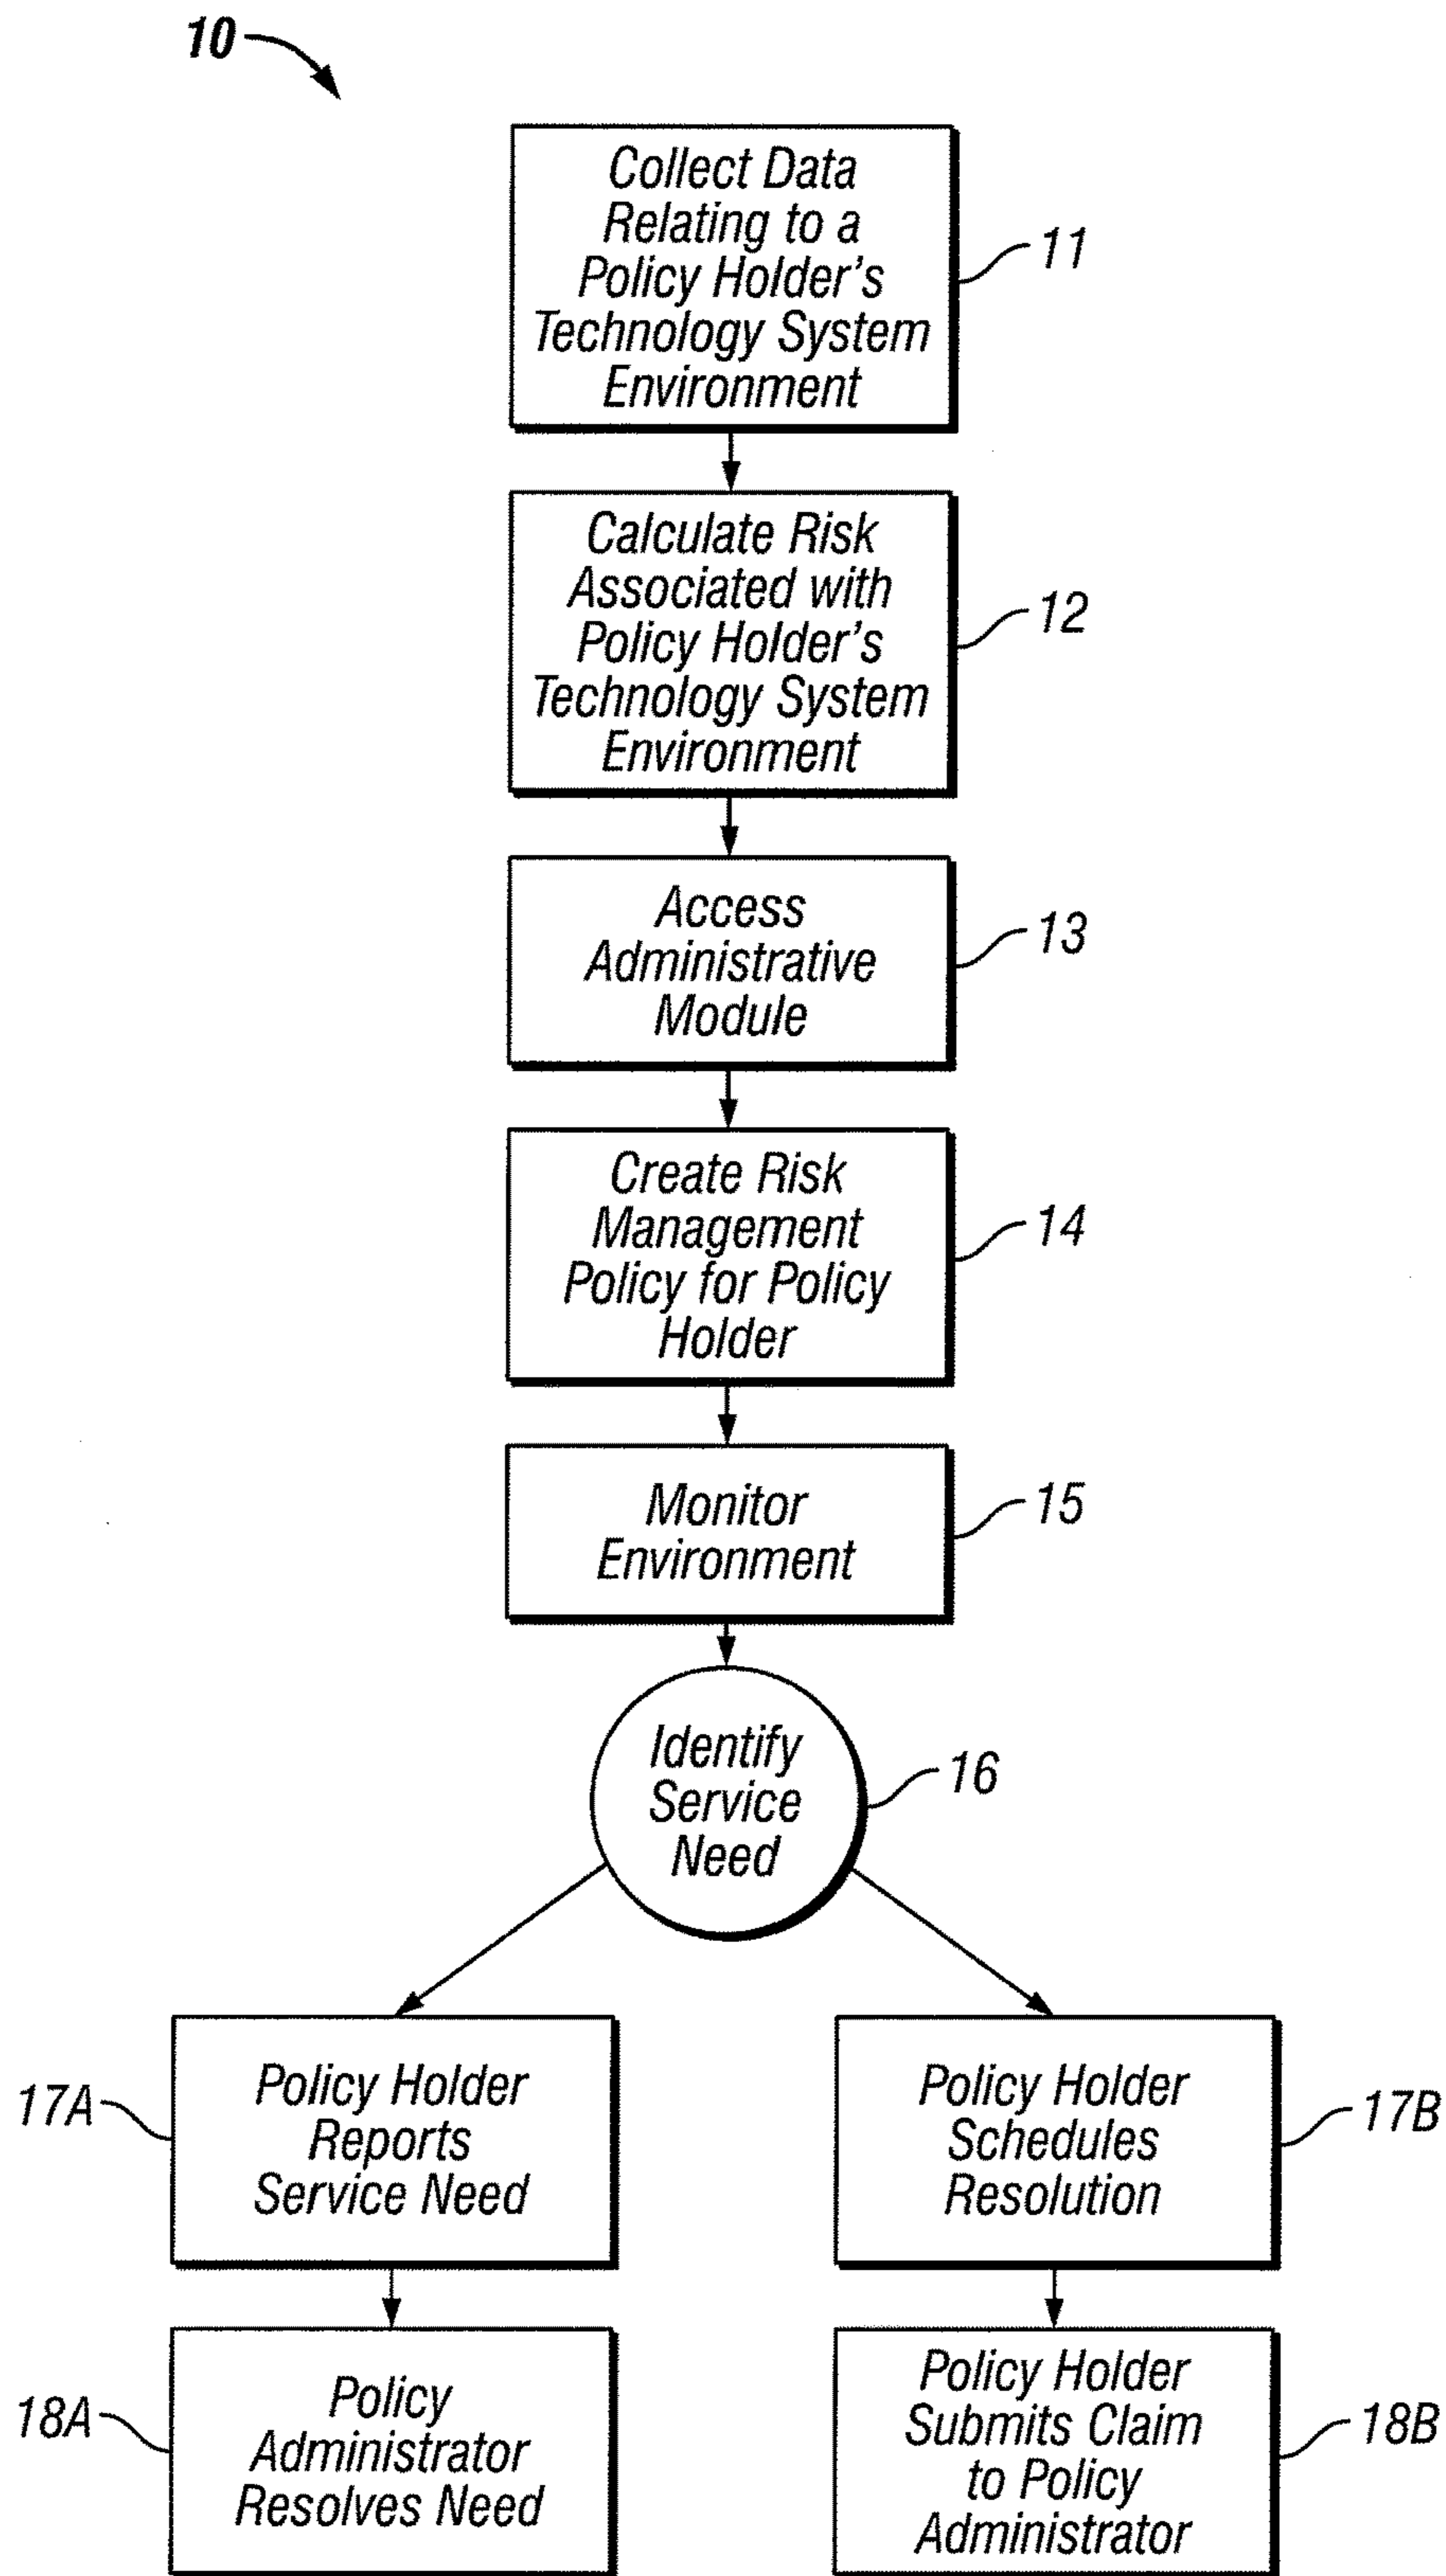 10
Collect Data
Relating to a
Policy Holder's
Technology System
Environment
11
Calculate Risk
Associated with
Policy Holder's
Technology System
Environment
12
Access
Administrative
Module
13
Create Risk
Management
Policy for Policy
Holder
14
Monitor
Environment
15
Identify
Service
Need
16
17A
Policy Holder
Reports
Service Need
Policy Holder
Schedules
Resolution
17B
18A
Policy
Administrator
Resolves Need
Policy Holder
Submits Claim
to Policy
Administrator
18B